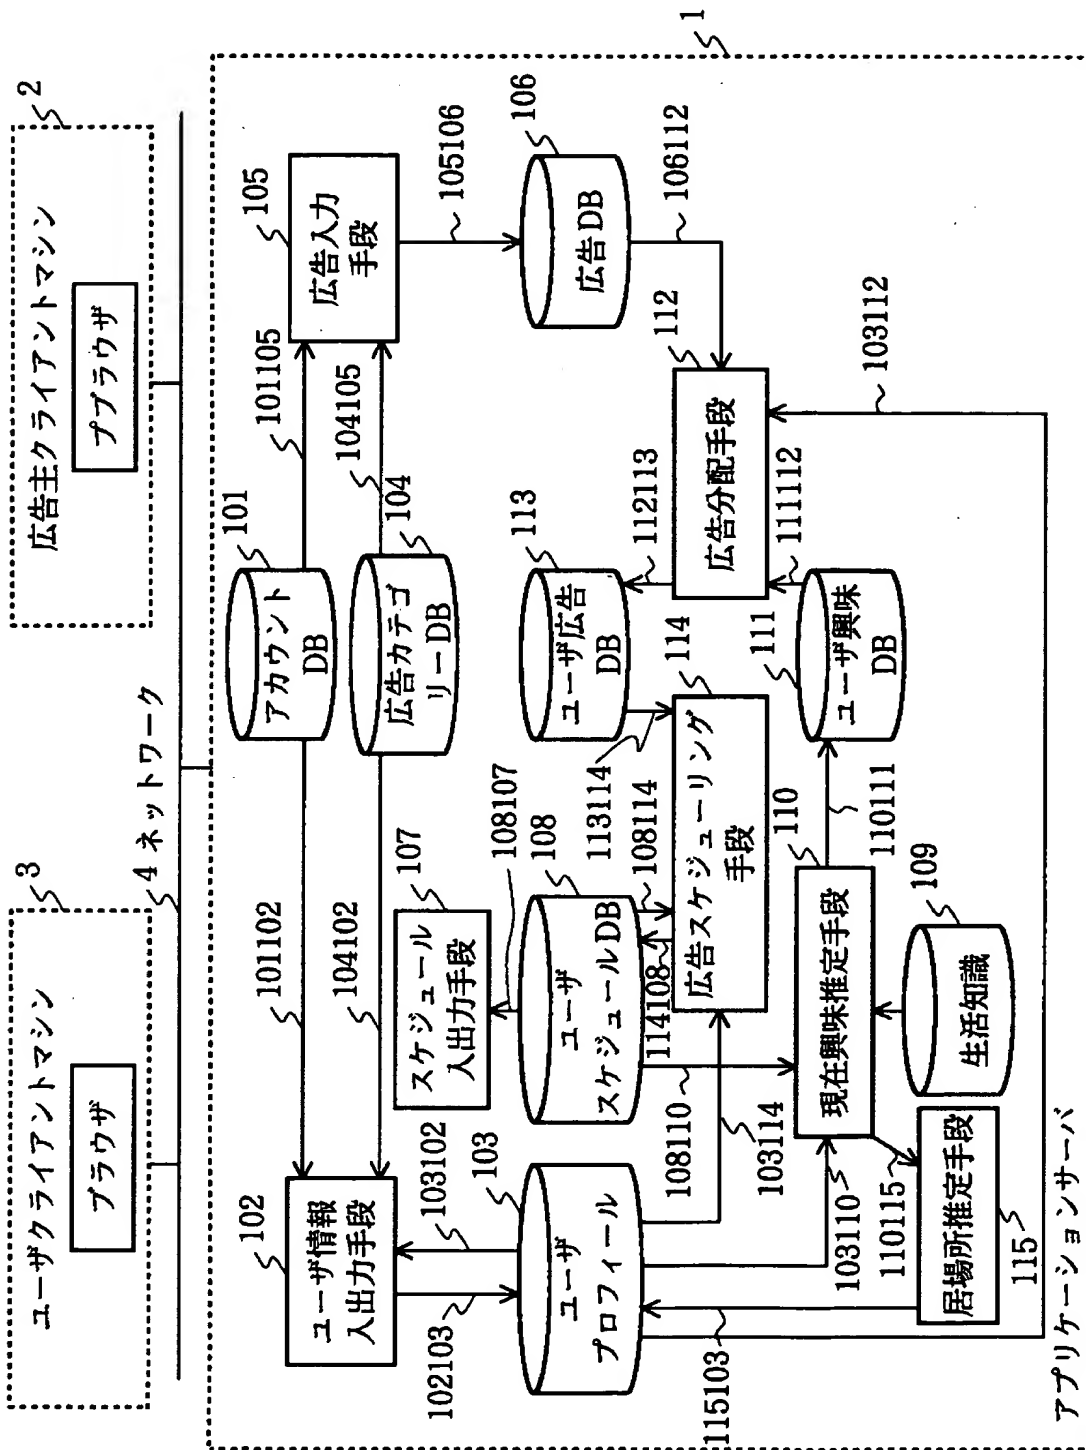 ユーザクライアントマシン
3
ブラウザ
広告主クライアントマシン
2
ププラウザ
4 ネットワーク
1
102
ユーザ情報
入出力手段
101102
104102
101
アカウント
DB
広告カテゴ
リーDB
104
101105
104105
105
広告入力
手段
105106
102103
103102
103
ユーザ
プロフィール
107
スケジュール
入出力手段
108107
108
ユーザ
スケジュールDB
108114
114108
113114
113
ユーザ広告
DB
114
112113
106
広告DB
106112
112
広告分配手段
111112
103112
広告スケジューリング
手段
108110
103114
103110
110
現在興味推定手段
110111
111
ユーザ興味
DB
109
生活知識
110115
居場所推定手段
115
115103
アプリケーションサーバ